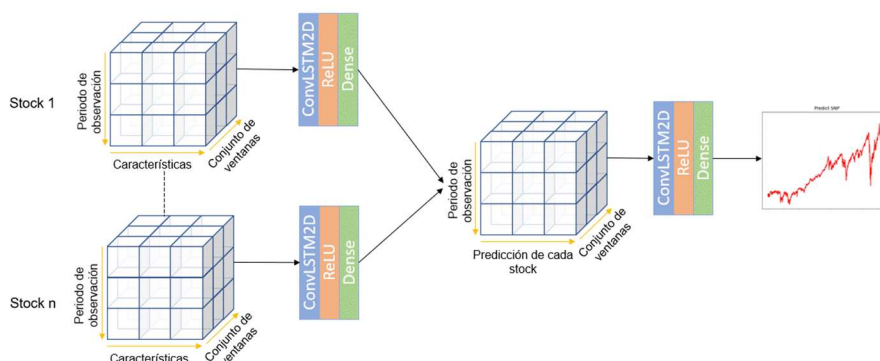 Stock 1
Periodo de
observación
Características
Conjunto de
ventanas
ConvLSTM2D
ReLU
Dense
Stock n
Periodo de
observación
Características
Conjunto de
ventanas
ConvLSTM2D
ReLU
Dense
Periodo de
observación
Predicción de cada
stock
Conjunto de
ventanas
ConvLSTM2D
ReLU
Dense